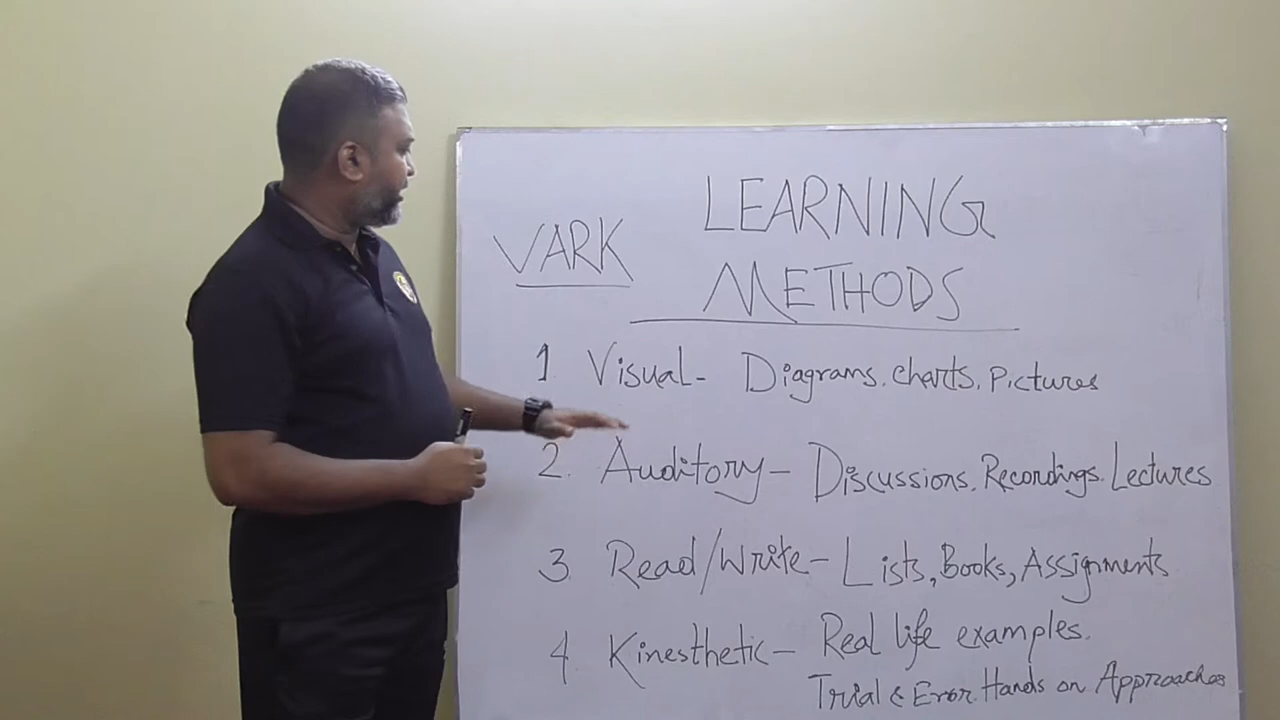 LEARNING
VARK
METHODS
1 Visual- Diagrams, charts, Pictures
2. Auditory- Discussions, Recordings. Lectures
3. Read/Write- Lists, Books, Assignments
4. Kinesthetic- Real life examples.
Trial & Error. Hands on Approaches